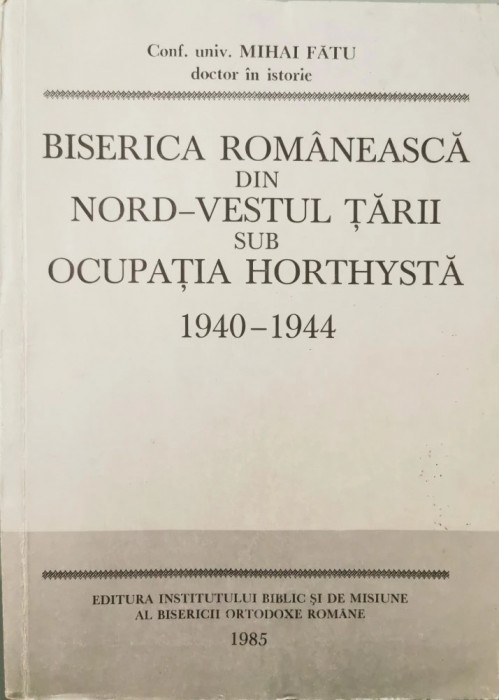 Conf. univ. MIHAI FĂTU
doctor în istorie
BISERICA ROMÂNEASCĂ
DIN
NORD-VESTUL ȚĂRII
SUB
OCUPAȚIA HORTHYSTĂ
1940-1944
EDITURA INSTITUTULUI BIBLIC ȘI DE MISIUNE
AL BISERICII ORTODOXE ROMÂNE
1985